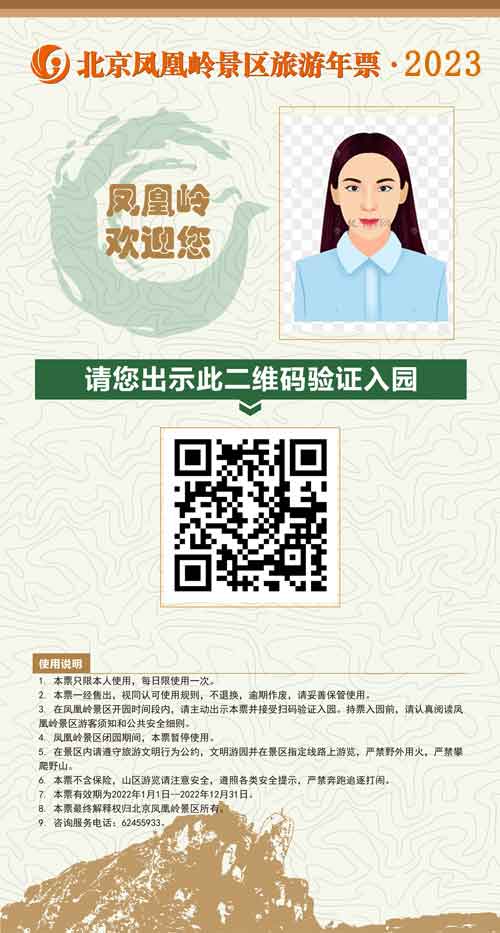 北京凤凰岭景区旅游年票·2023
凤凰岭
欢迎您
请您出示此二维码验证入园
使用说明
1. 本票只限本人使用，每日限使用一次。
2. 本票一经售出，视同认可使用规则，不退换，逾期作废，请妥善保管使用。
3. 在凤凰岭景区开园时间段内，请主动出示本票并接受扫码验证入园。持票入园前，请认真阅读凤
凰岭景区游客须知和公共安全细则。
4. 凤凰岭景区闭园期间，本票暂停使用。
5. 在景区内请遵守旅游文明行为公约，文明游园并在景区指定线路上游览，严禁野外用火，严禁攀
爬野山。
6. 本票不含保险，山区游览请注意安全，遵照各类安全提示，严禁奔跑追逐打闹。
7. 本票有效期为2022年1月1日——2022年12月31日。
8. 本票最终解释权归北京凤凰岭景区所有。
9. 咨询服务电话：62455933。